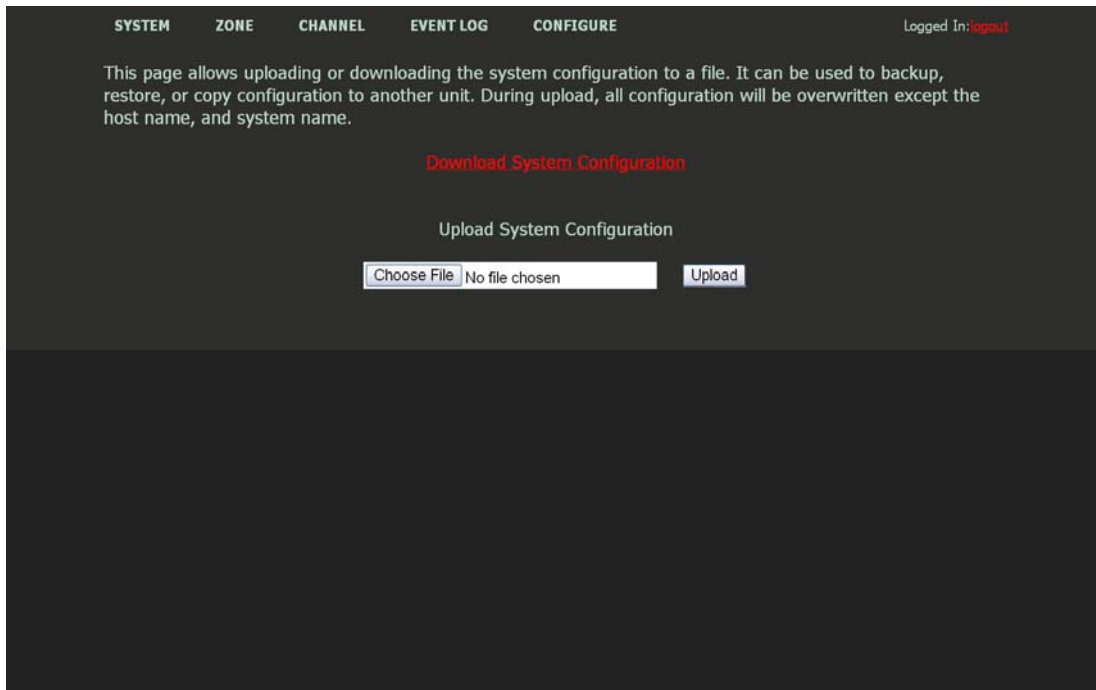 SYSTEM ZONE CHANNEL EVENT LOG CONFIGURE Logged In:logout
This page allows uploading or downloading the system configuration to a file. It can be used to backup,
restore, or copy configuration to another unit. During upload, all configuration will be overwritten except the
host name, and system name.
Download System Configuration
Upload System Configuration
Choose File No file chosen Upload